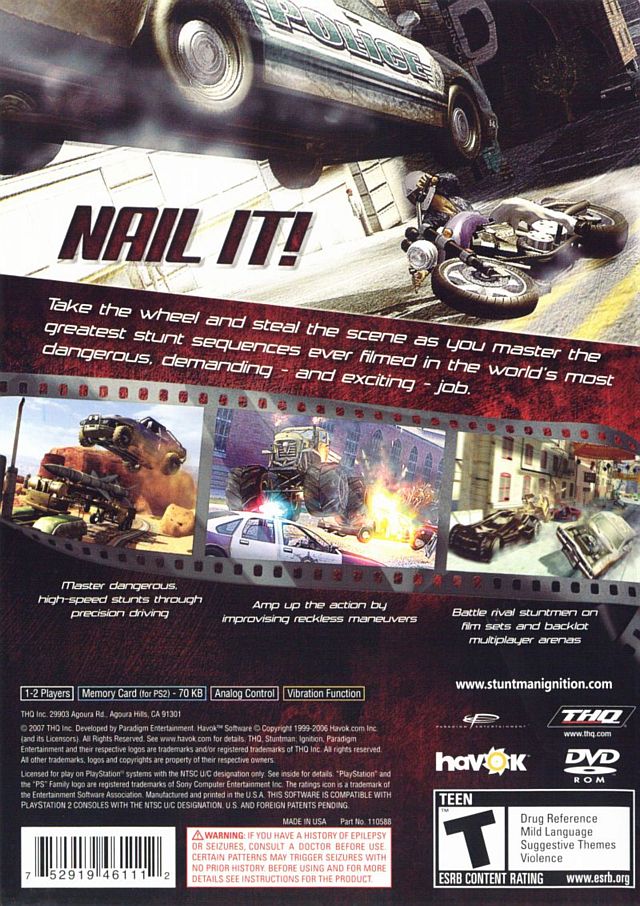 POLICE
NAIL IT!
Take the wheel and steal the scene as you master the
greatest stunt sequences ever filmed in the world's most
dangerous, demanding - and exciting - job.
Master dangerous,
high-speed stunts through
precision driving
Amp up the action by
improvising reckless maneuvers
Battle rival stuntmen on
film sets and backlot
multiplayer arenas
www.stuntmanignition.com
1-2 Players
Memory Card (for PS2) - 70 KB
Analog Control
Vibration Function
THQ Inc. 29903 Agoura Rd., Agoura Hills, CA 91301
© 2007 THQ Inc. Developed by Paradigm Entertainment. Havok™ Software © Copyright 1999-2006 Havok.com Inc.
(and its Licensors). All Rights Reserved. See www.havok.com for details. THQ, Stuntman: Ignition, Paradigm
Entertainment and their respective logos are trademarks and/or registered trademarks of THQ Inc. All rights reserved.
All other trademarks, logos and copyrights are property of their respective owners.
Licensed for play on PlayStation® systems with the NTSC U/C designation only. See inside for details. "PlayStation" and
the "PS" Family logo are registered trademarks of Sony Computer Entertainment Inc. The ratings icon is a trademark of
the Entertainment Software Association. Manufactured and printed in the U.S.A. THIS SOFTWARE IS COMPATIBLE WITH
PLAYSTATION 2 CONSOLES WITH THE NTSC U/C DESIGNATION. U.S. AND FOREIGN PATENTS PENDING.
MADE IN USA Part No. 110588
PARADIGM ENTERTAINMENT
THQ
www.thq.com
havok
DVD
ROM
7 52919 46111 2
WARNING: IF YOU HAVE A HISTORY OF EPILEPSY
OR SEIZURES, CONSULT A DOCTOR BEFORE USE.
CERTAIN PATTERNS MAY TRIGGER SEIZURES WITH
NO PRIOR HISTORY. BEFORE USING AND FOR MORE
DETAILS SEE INSTRUCTIONS FOR THE PRODUCT.
TEEN
T
Drug Reference
Mild Language
Suggestive Themes
Violence
ESRB CONTENT RATING www.esrb.org